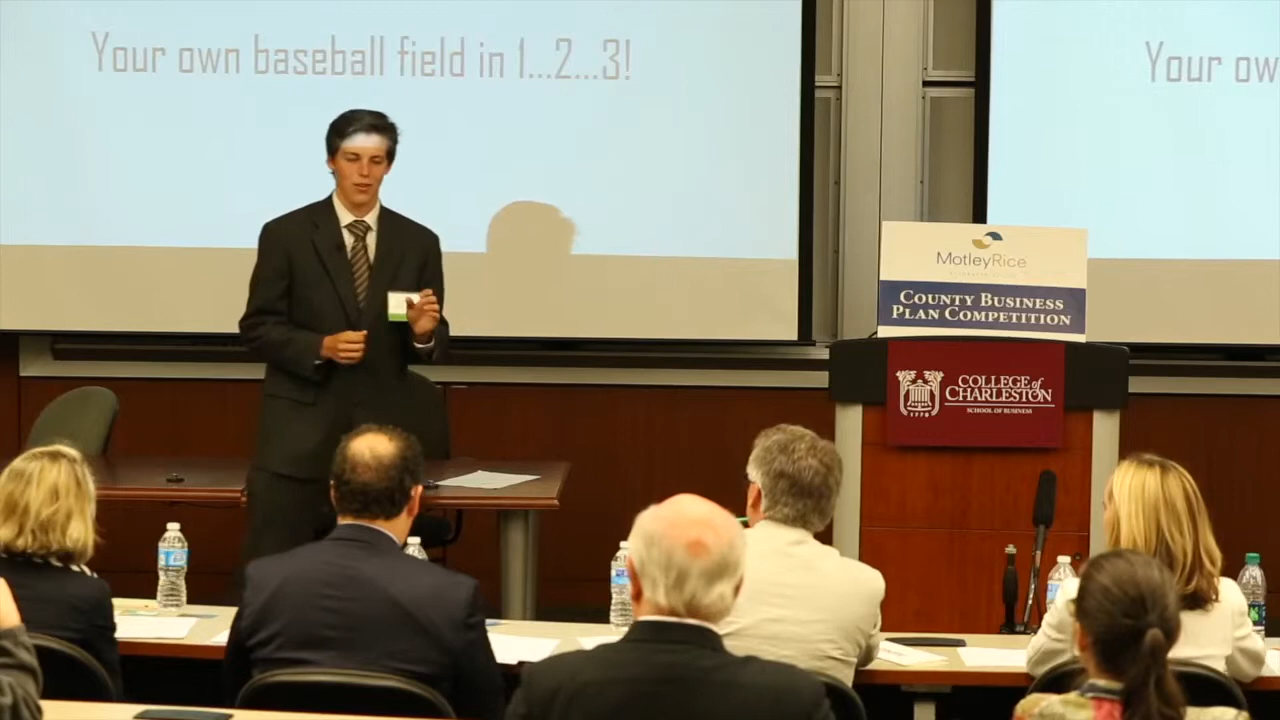 Your own baseball field in 1...2...3!
Your ow
MotleyRice
COUNTY BUSINESS
PLAN COMPETITION
COLLEGE of
CHARLESTON
SCHOOL OF BUSINESS
1770